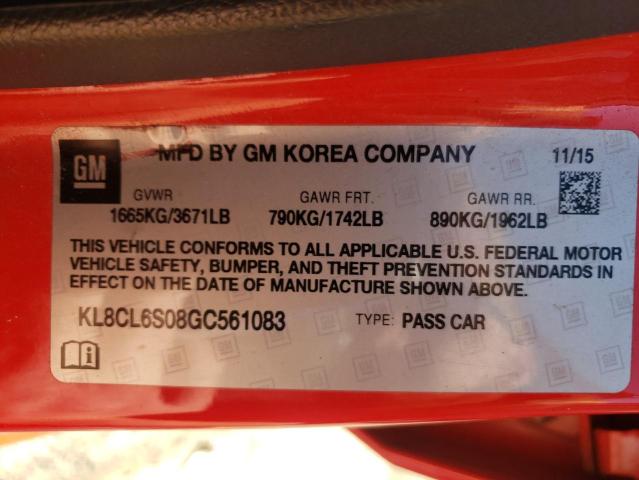 GM MFD BY GM KOREA COMPANY 11/15
GVWR GAWR FRT. GAWR RR.
1665KG/3671LB 790KG/1742LB 890KG/1962LB
THIS VEHICLE CONFORMS TO ALL APPLICABLE U.S. FEDERAL MOTOR
VEHICLE SAFETY, BUMPER, AND THEFT PREVENTION STANDARDS IN
EFFECT ON THE DATE OF MANUFACTURE SHOWN ABOVE.
KL8CL6S08GC561083 TYPE: PASS CAR